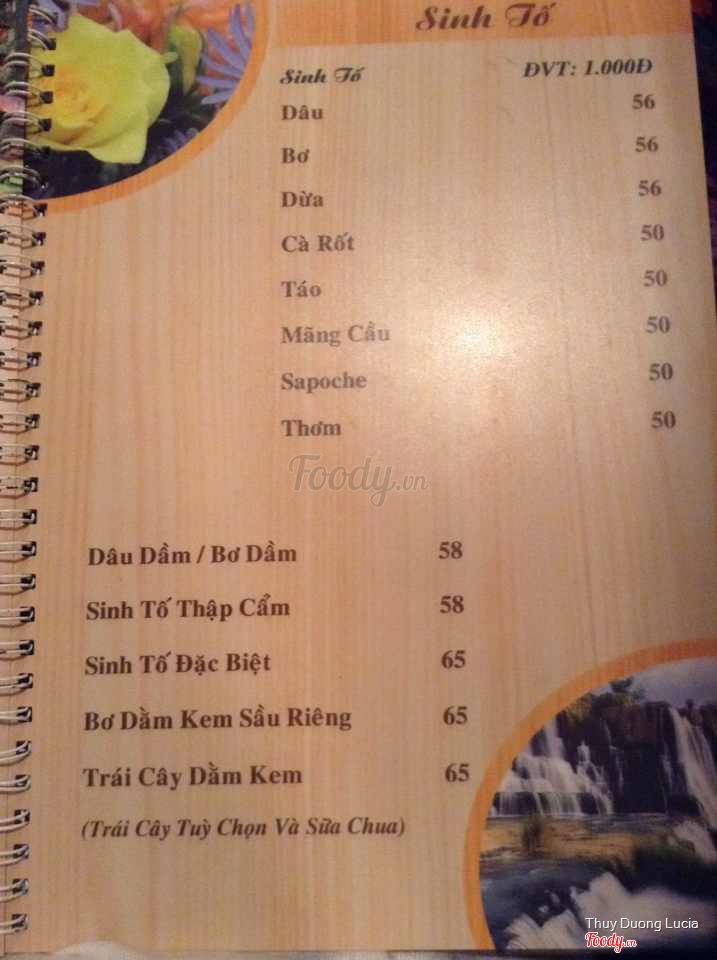 Sinh Tố
Sinh Tố ĐVT: 1.000Đ
Dâu 56
Bơ 56
Dừa 56
Cà Rốt 50
Táo 50
Mãng Cầu 50
Sapoche 50
Thơm 50
Foody.vn
Dâu Dầm / Bơ Dầm 58
Sinh Tố Thập Cẩm 58
Sinh Tố Đặc Biệt 65
Bơ Dằm Kem Sầu Riêng 65
Trái Cây Dằm Kem 65
(Trái Cây Tuỳ Chọn Và Sữa Chua)
Thuy Duong Lucia
Foody.vn